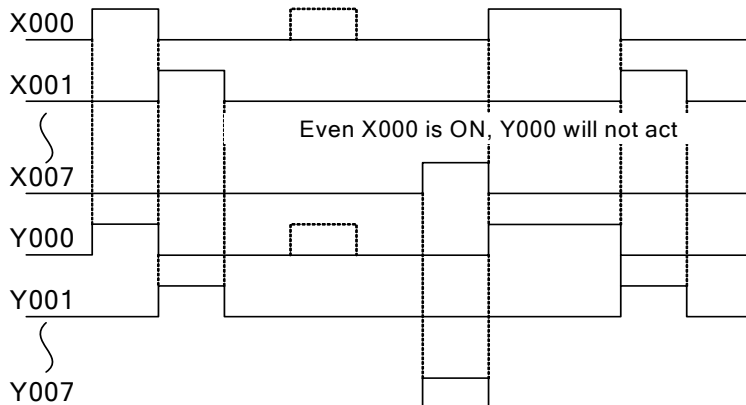 X000
X001
Even X000 is ON, Y000 will not act
X007
Y000
Y001
Y007